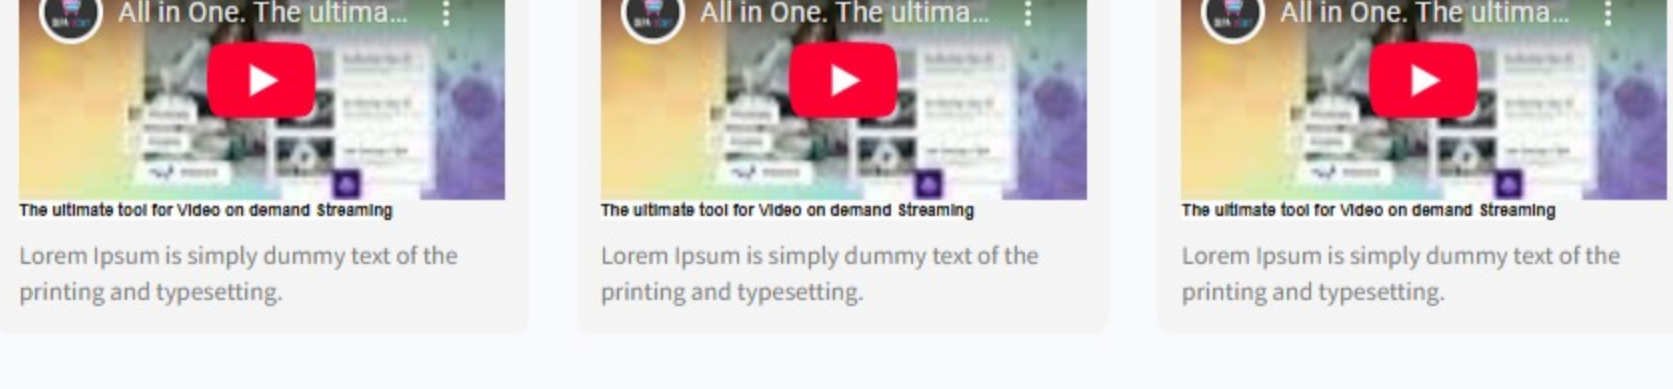 All in One. The ultima...
All in One. The ultima...
All in One. The ultima...
The ultimate tool for Video on demand Streaming
The ultimate tool for Video on demand Streaming
The ultimate tool for Video on demand Streaming
Lorem Ipsum is simply dummy text of the
printing and typesetting.
Lorem Ipsum is simply dummy text of the
printing and typesetting.
Lorem Ipsum is simply dummy text of the
printing and typesetting.